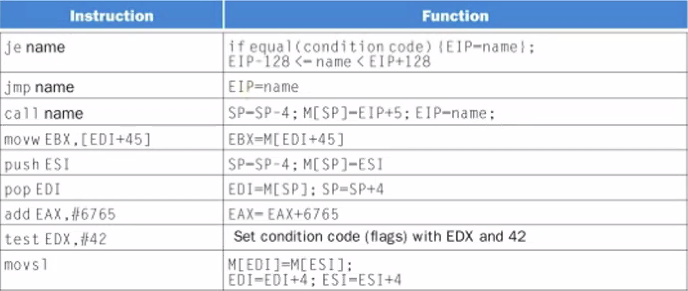 Instruction Function
je name if equal(condition code) {EIP=name};
EIP-128 <= name < EIP+128
jmp name EIP=name
call name SP=SP-4; M[SP]=EIP+5; EIP=name;
movw EBX,[EDI+45] EBX=M[EDI+45]
push ESI SP=SP-4; M[SP]=ESI
pop EDI EDI=M[SP]; SP=SP+4
add EAX,#6765 EAX= EAX+6765
test EDX,#42 Set condition code (flags) with EDX and 42
movsl M[EDI]=M[ESI];
EDI=EDI+4; ESI=ESI+4